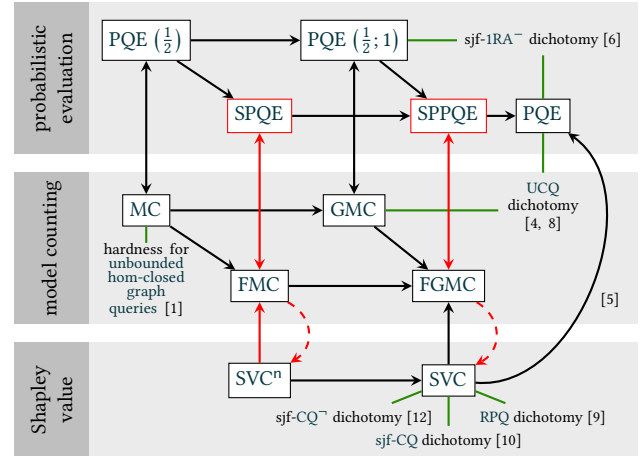 probabilistic
evaluation
PQE (1/2)
PQE (1/2; 1)
sjf-1RA⁻ dichotomy [6]
SPQE
SPPQE
PQE
model counting
MC
GMC
UCQ
dichotomy
[4, 8]
hardness for
unbounded
hom-closed
graph
queries [1]
FMC
FGMC
[5]
Shapley
value
SVCⁿ
SVC
sjf-CQ¬ dichotomy [12]
RPQ dichotomy [9]
sjf-CQ dichotomy [10]